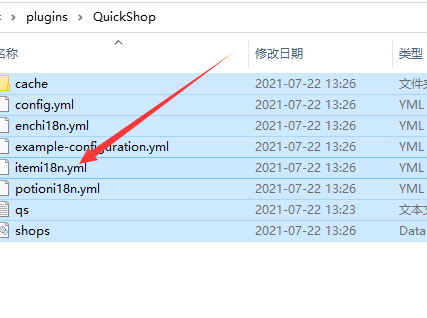 plugins > QuickShop
名称 修改日期 类型
cache 2021-07-22 13:26 文件夹
config.yml 2021-07-22 13:26 YML
enchi18n.yml 2021-07-22 13:26 YML
example-configuration.yml 2021-07-22 13:26 YML
itemi18n.yml 2021-07-22 13:26 YML
potioni18n.yml 2021-07-22 13:26 YML
qs 2021-07-22 13:23 文本文
shops 2021-07-22 13:26 Data